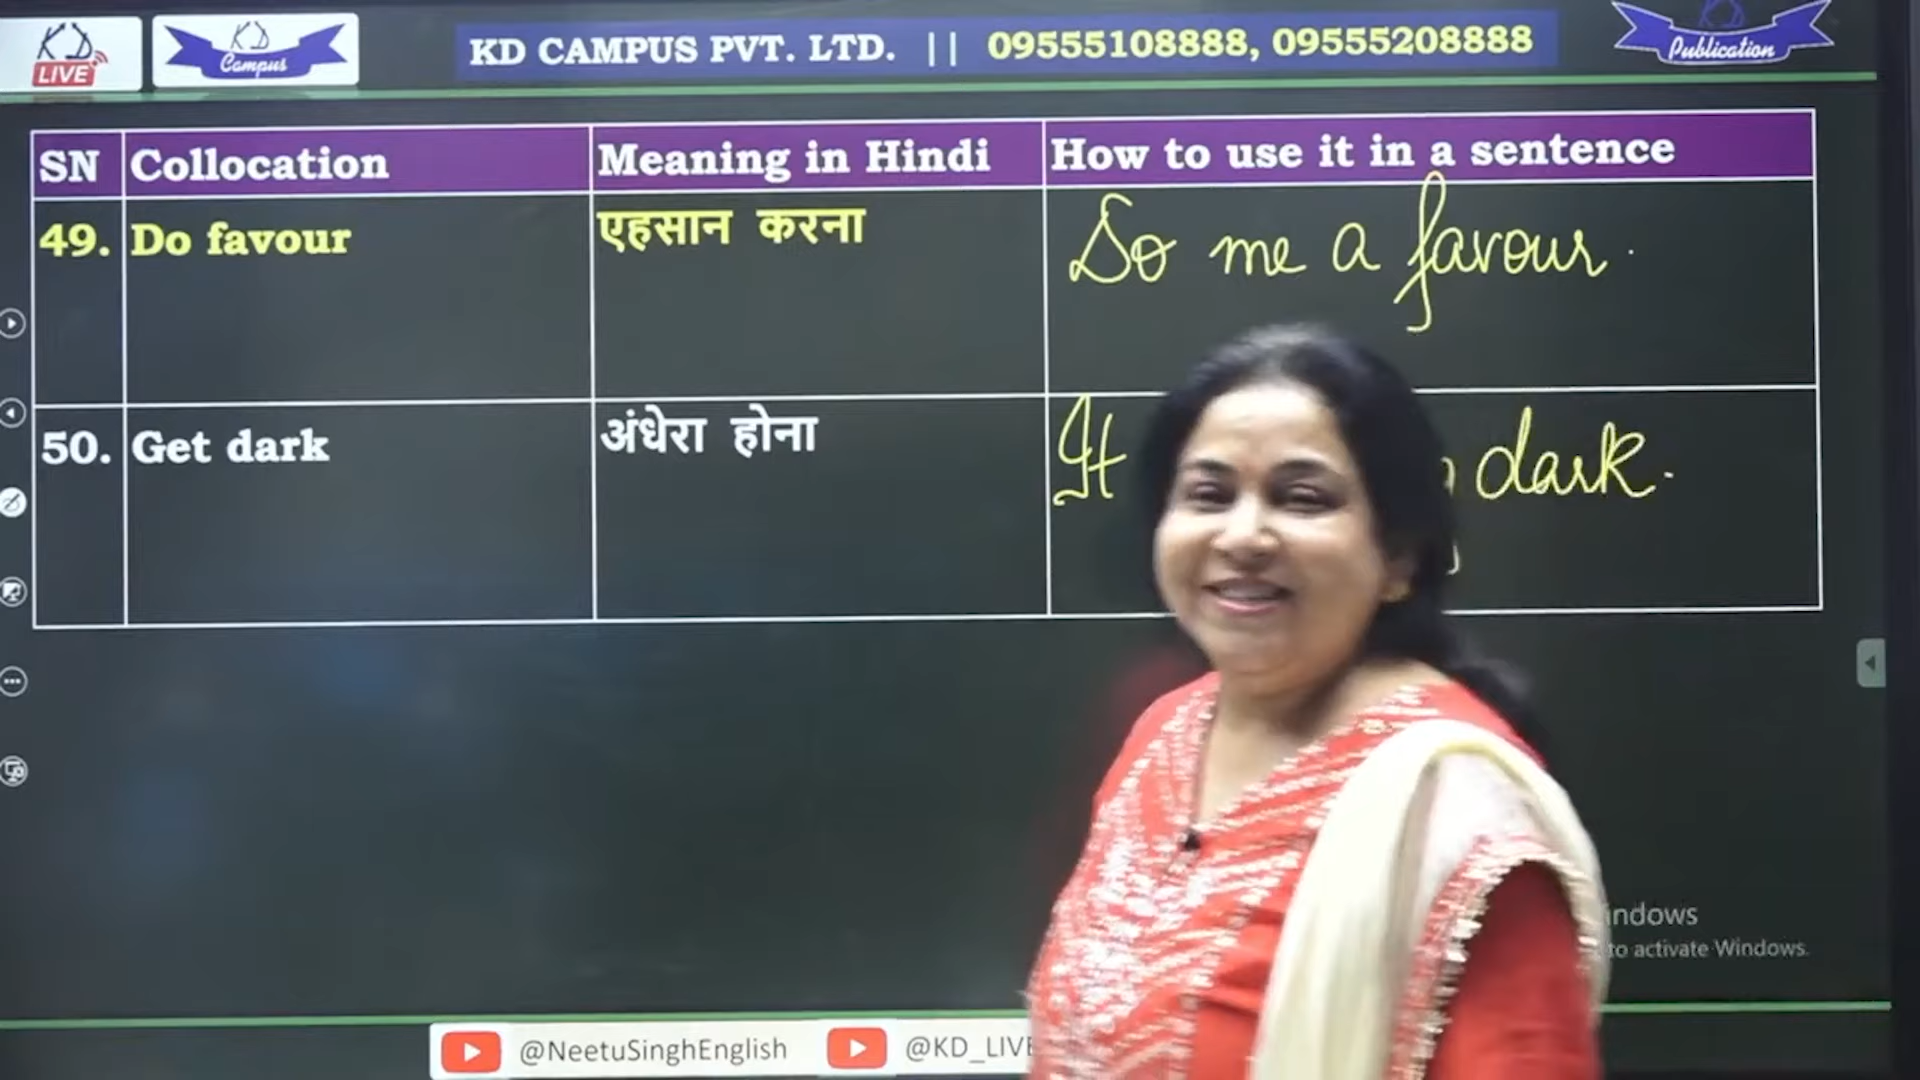 KD LIVE
KD Campus
KD CAMPUS PVT. LTD. || 09555108888, 09555208888
KD Publication
SN Collocation Meaning in Hindi How to use it in a sentence
49. Do favour एहसान करना Do me a favour.
50. Get dark अंधेरा होना It dark.
indows
to activate Windows.
@NeetuSinghEnglish @KD_LIVE